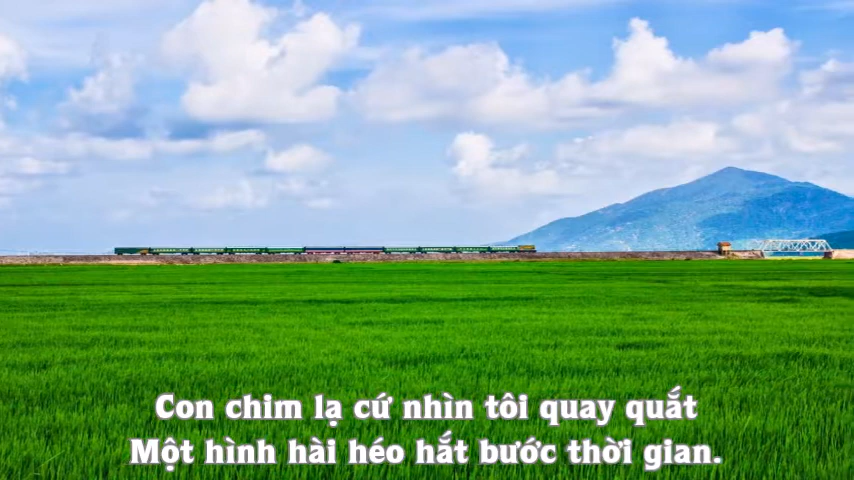 Con chim lạ cứ nhìn tôi quay quắt
Một hình hài héo hắt bước thời gian.